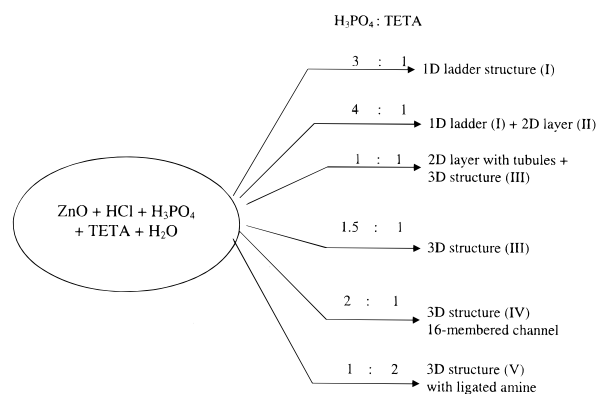 H₃PO₄ : TETA
3 : 1
1D ladder structure (I)
4 : 1
1D ladder (I) + 2D layer (II)
1 : 1
2D layer with tubules +
3D structure (III)
ZnO + HCl + H₃PO₄
+ TETA + H₂O
1.5 : 1
3D structure (III)
2 : 1
3D structure (IV)
16-membered channel
1 : 2
3D structure (V)
with ligated amine